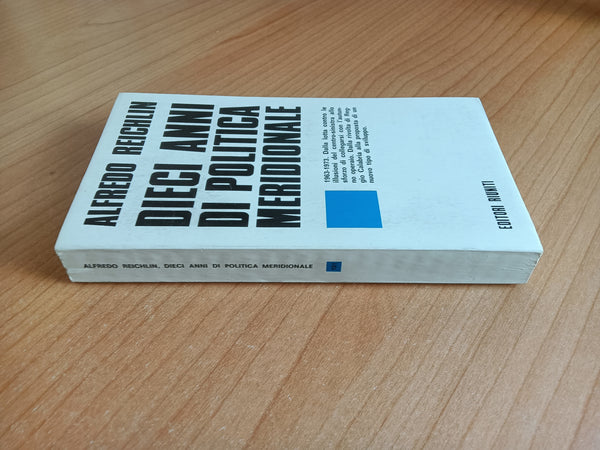 ALFREDO REICHLIN
DIECI ANNI
DI POLITICA
MERIDIONALE
1963-1973. Dalla lotta contro le
illusioni del centro-sinistra allo
sforzo di collegarsi con l'autun-
no operaio. Dalla rivolta di Reg-
gio Calabria alla proposta di un
nuovo tipo di sviluppo.
EDITORI RIUNITI
ALFREDO REICHLIN, DIECI ANNI DI POLITICA MERIDIONALE